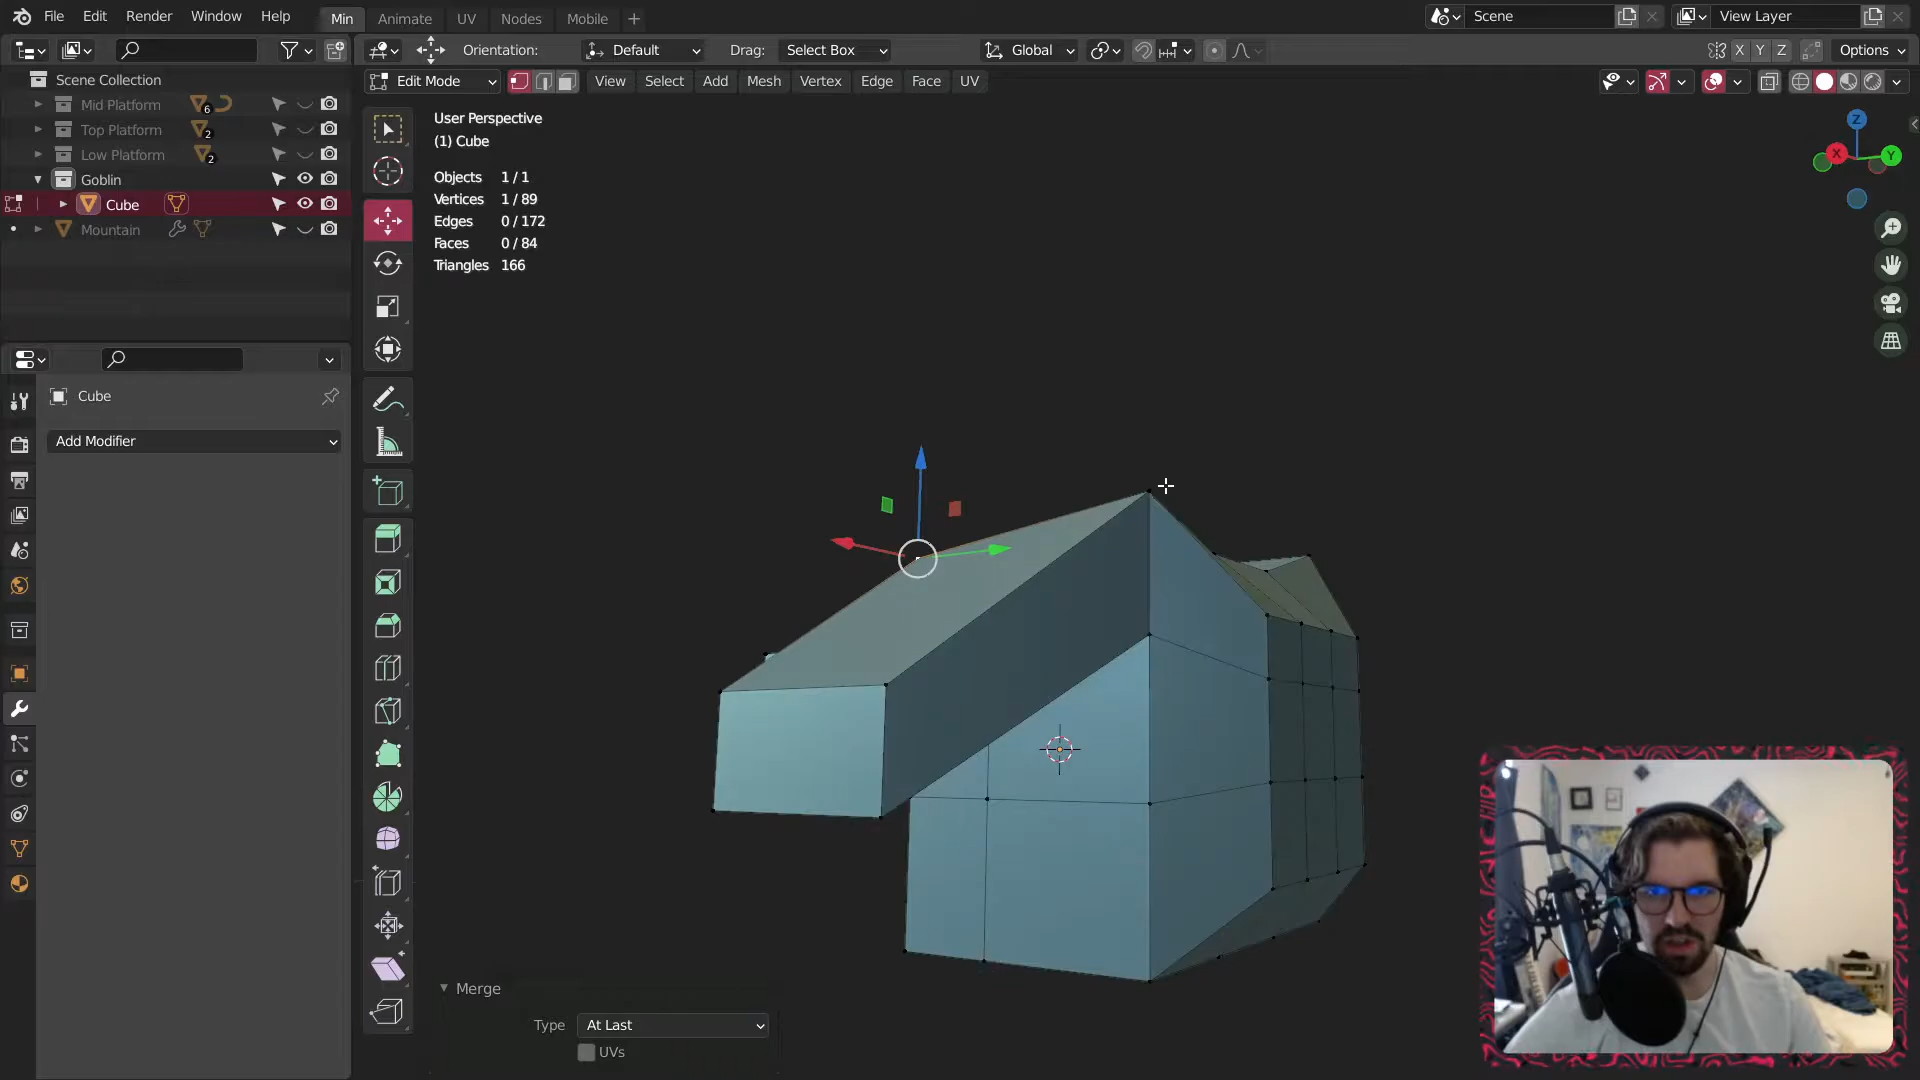 File Edit Render Window Help Min Animate UV Nodes Mobile Scene View Layer
Orientation: Default Drag: Select Box Global X Y Z Options
Scene Collection
Edit Mode View Select Add Mesh Vertex Edge Face UV
Mid Platform 6
Top Platform 2
Low Platform 2
Goblin
Cube
Mountain
User Perspective
(1) Cube
Objects 1 / 1
Vertices 1 / 89
Edges 0 / 172
Faces 0 / 84
Triangles 166
Z
X Y
Cube
Add Modifier
Merge
Type At Last
UVs